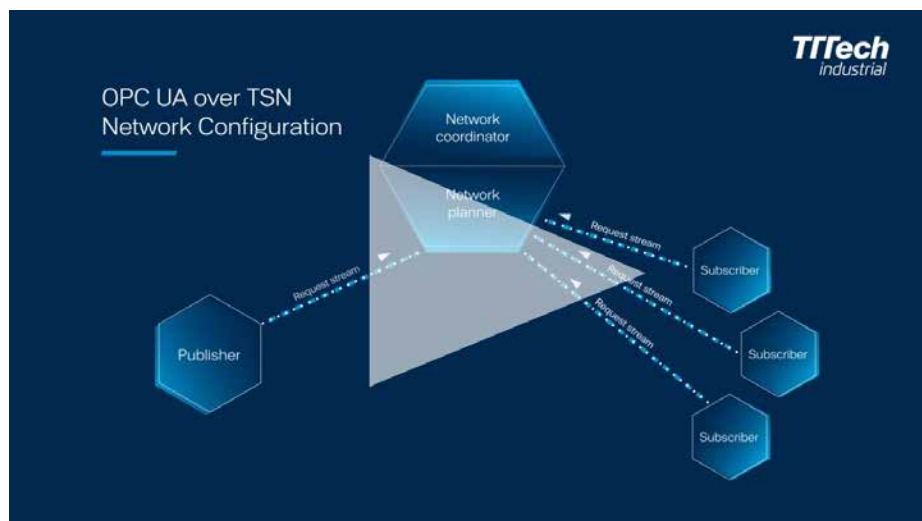 TTTech
industrial
OPC UA over TSN
Network Configuration
Network
coordinator
Network
planner
Request stream
Subscriber
Request stream
Request stream
Publisher
Subscriber
Subscriber
Request stream